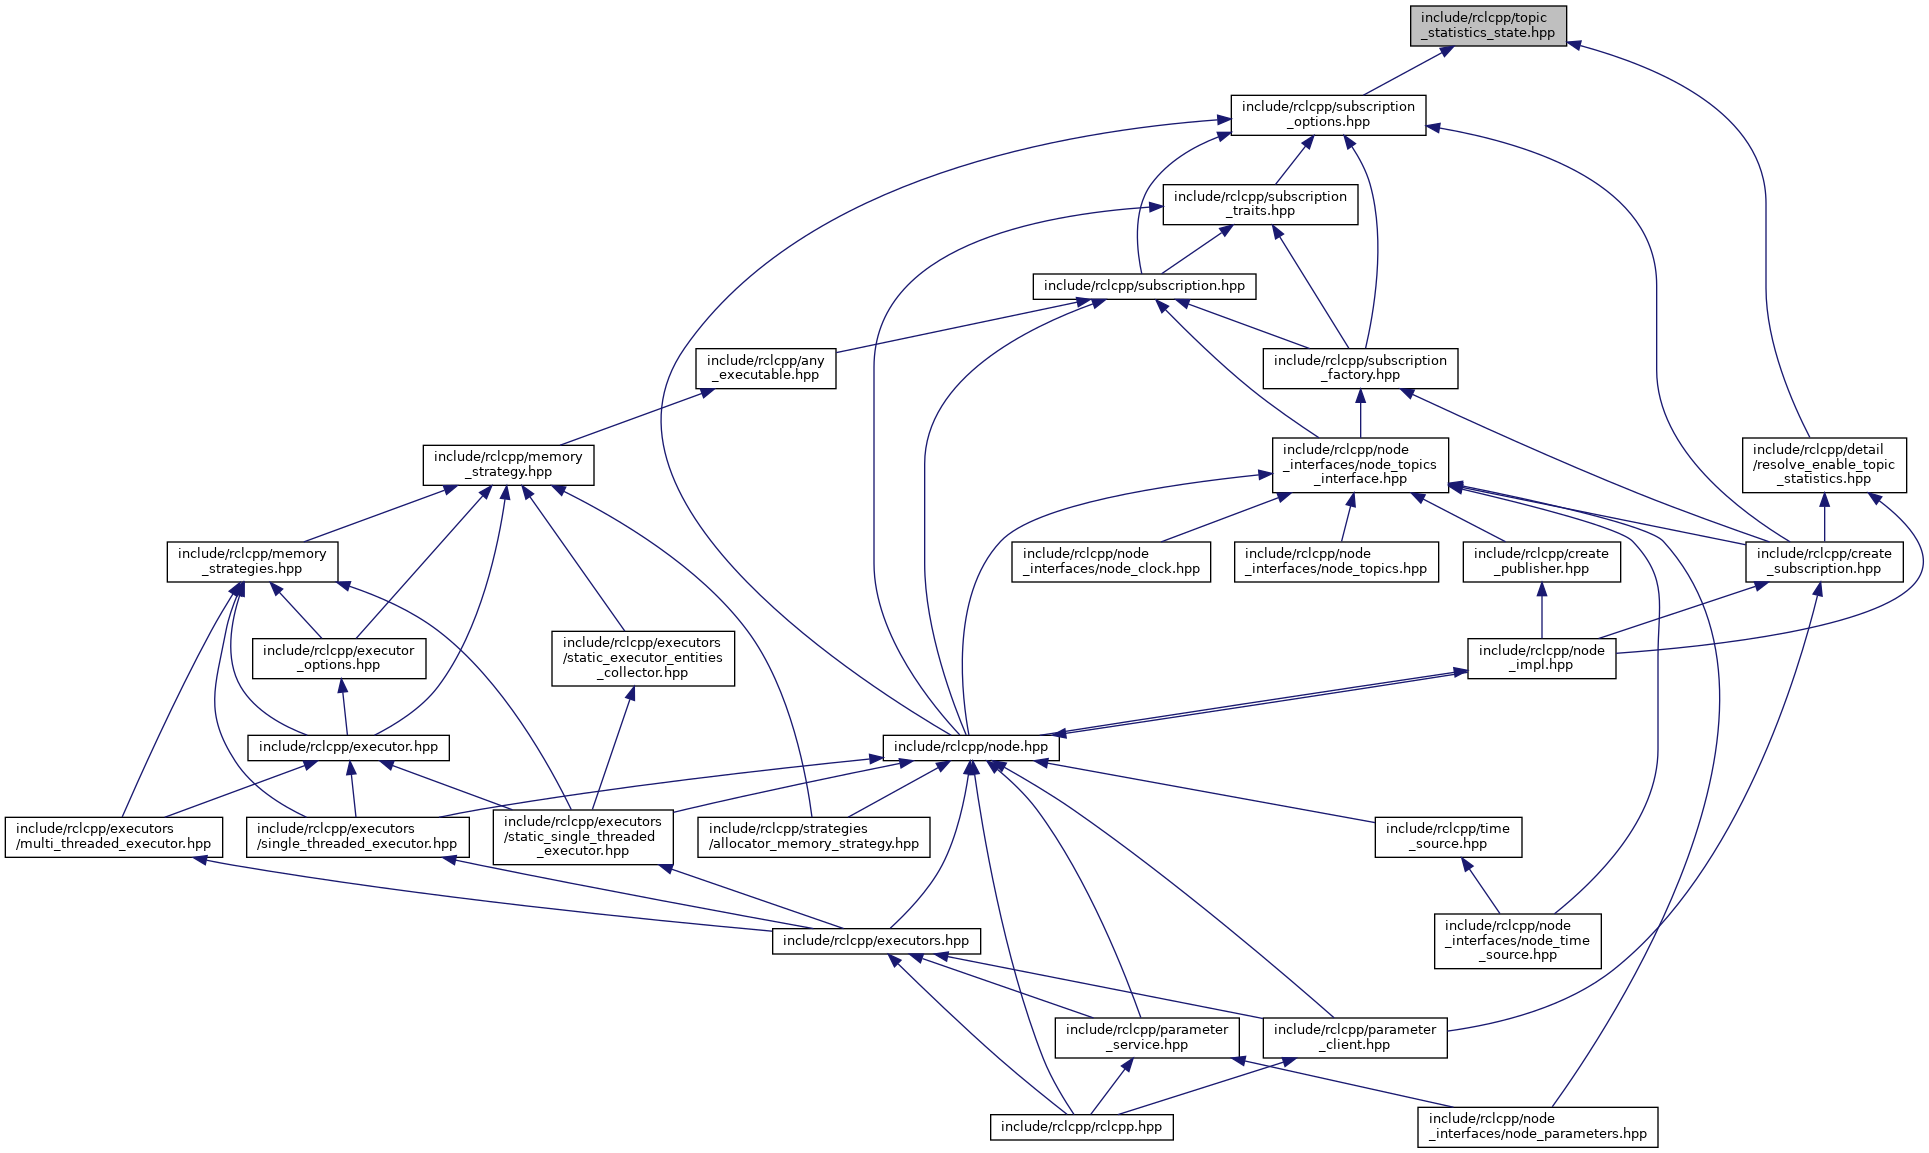 include/rclcpp/topic
_statistics_state.hpp
include/rclcpp/subscription
_options.hpp
include/rclcpp/subscription
_traits.hpp
include/rclcpp/subscription.hpp
include/rclcpp/any
_executable.hpp
include/rclcpp/subscription
_factory.hpp
include/rclcpp/memory
_strategy.hpp
include/rclcpp/node
_interfaces/node_topics
_interface.hpp
include/rclcpp/detail
/resolve_enable_topic
_statistics.hpp
include/rclcpp/memory
_strategies.hpp
include/rclcpp/node
_interfaces/node_clock.hpp
include/rclcpp/node
_interfaces/node_topics.hpp
include/rclcpp/create
_publisher.hpp
include/rclcpp/create
_subscription.hpp
include/rclcpp/executor
_options.hpp
include/rclcpp/executors
/static_executor_entities
_collector.hpp
include/rclcpp/node
_impl.hpp
include/rclcpp/executor.hpp
include/rclcpp/node.hpp
include/rclcpp/executors
/multi_threaded_executor.hpp
include/rclcpp/executors
/single_threaded_executor.hpp
include/rclcpp/executors
/static_single_threaded
_executor.hpp
include/rclcpp/strategies
/allocator_memory_strategy.hpp
include/rclcpp/time
_source.hpp
include/rclcpp/executors.hpp
include/rclcpp/node
_interfaces/node_time
_source.hpp
include/rclcpp/parameter
_service.hpp
include/rclcpp/parameter
_client.hpp
include/rclcpp/rclcpp.hpp
include/rclcpp/node
_interfaces/node_parameters.hpp